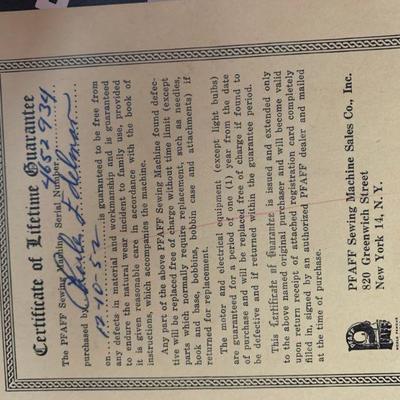 Certificate of Lifetime Guarantee
The PFAFF Sewing Machine, Serial Number 4652934
purchased by Charles Edelman
on 12-10-52 is guaranteed to be free from
any defects in material and workmanship and is guaranteed
to endure the natural wear incident to family use, provided
it is given reasonable care in accordance with the book of
instructions, which accompanies the machine.
Any part of the above PFAFF Sewing Machine found defec-
tive will be replaced free of charge without time limit (except
parts which normally require replacement, such as needles,
hook and base, bobbins, bobbin case and attachments) if
returned for replacement.
The motor and electrical equipment (except light bulbs)
are guaranteed for a period of one (1) year from the date
of purchase and will be replaced free of charge if found to
be defective and if returned within the guarantee period.
This Certificate of Guarantee is issued and extended only
to the above named original purchaser and will become valid
upon return receipt of attached registration card completely
filled in, signed by an authorized PFAFF dealer and mailed
at the time of purchase.
PFAFF Sewing Machine Sales Co., Inc.
820 Greenwich Street
New York 14, N. Y.
PFAFF